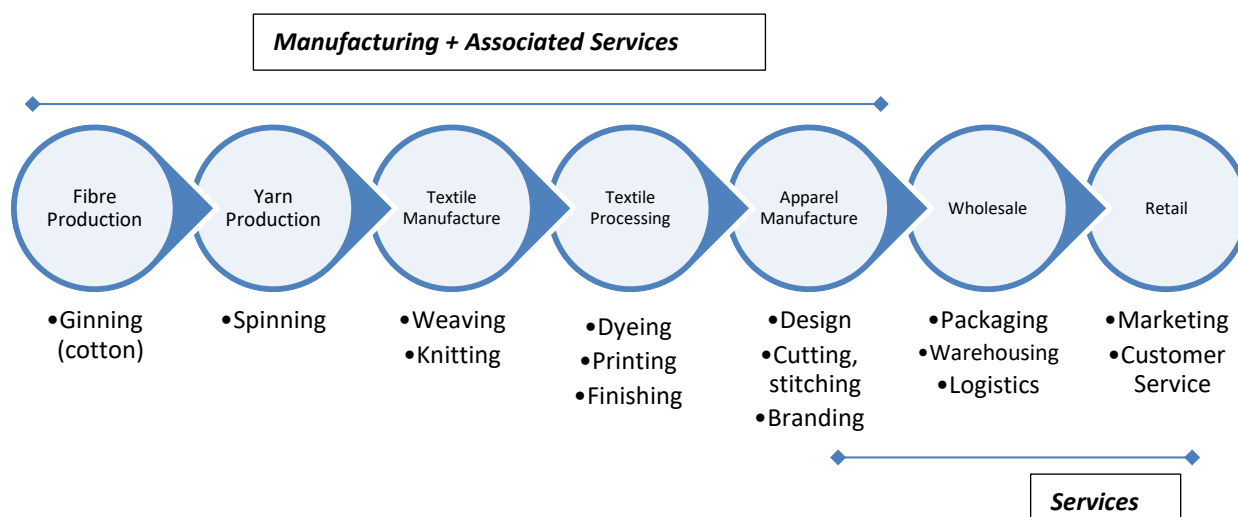 Manufacturing + Associated Services
Fibre
Production
Yarn
Production
Textile
Manufacture
Textile
Processing
Apparel
Manufacture
Wholesale
Retail
•Ginning
(cotton)
•Spinning
•Weaving
•Knitting
•Dyeing
•Printing
•Finishing
•Design
•Cutting,
stitching
•Branding
•Packaging
•Warehousing
•Logistics
•Marketing
•Customer
Service
Services